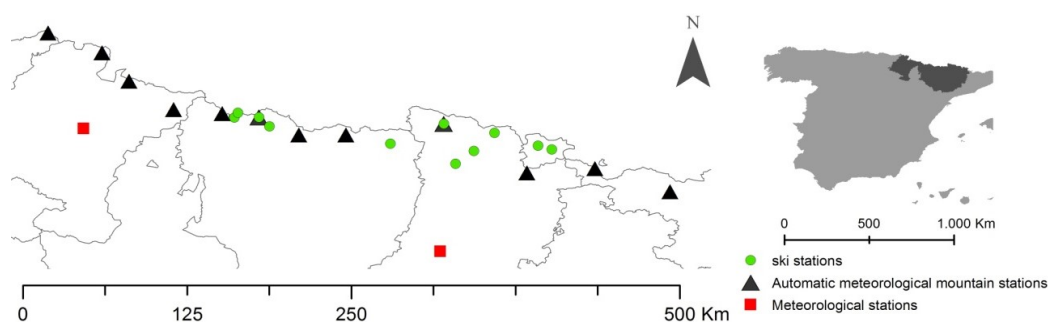 N
0 500 1.000 Km
ski stations
Automatic meteorological mountain stations
Meteorological stations
0 125 250 500 Km